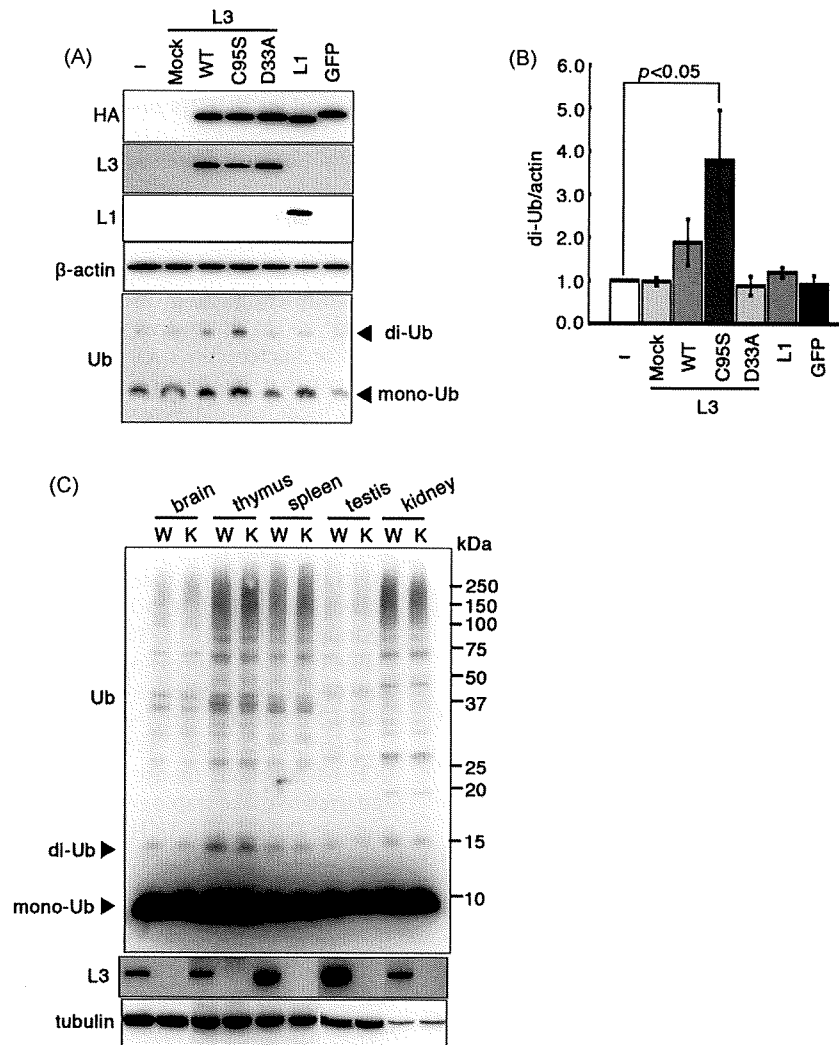 (A)
L3
– Mock WT C95S D33A L1 GFP
HA
L3
L1
β-actin
Ub
◀ di-Ub
◀ mono-Ub
(B)
di-Ub/actin
6.0
5.0
4.0
3.0
2.0
1.0
0.0
p<0.05
– Mock WT C95S D33A L1 GFP
L3
(C)
brain thymus spleen testis kidney
W K W K W K W K W K
kDa
250
150
100
75
50
37
25
20
15
10
Ub
di-Ub ▶
mono-Ub ▶
L3
tubulin